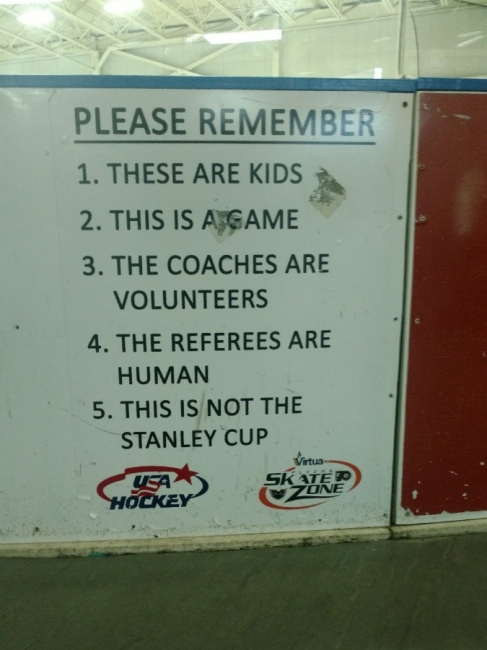 PLEASE REMEMBER
1. THESE ARE KIDS
2. THIS IS A GAME
3. THE COACHES ARE
VOLUNTEERS
4. THE REFEREES ARE
HUMAN
5. THIS IS NOT THE
STANLEY CUP
USA
HOCKEY
Virtua
SKATE
ZONE